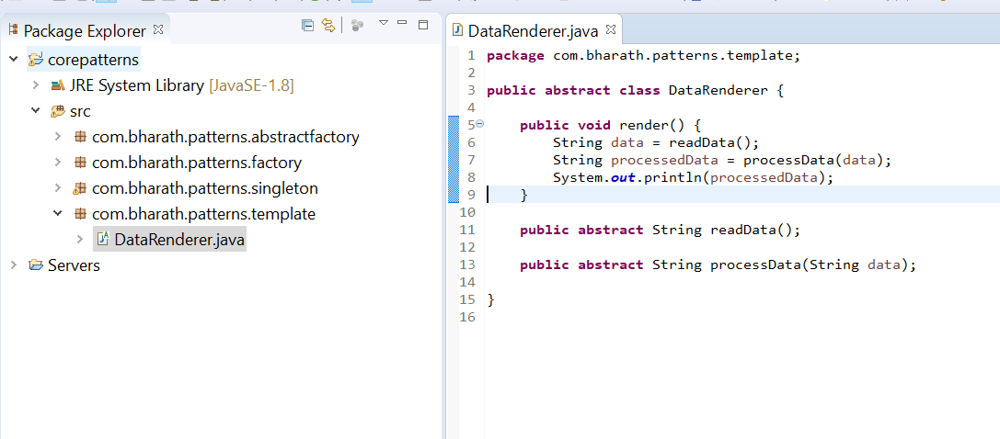 Package Explorer
corepatterns
JRE System Library [JavaSE-1.8]
src
com.bharath.patterns.abstractfactory
com.bharath.patterns.factory
com.bharath.patterns.singleton
com.bharath.patterns.template
DataRenderer.java
Servers
DataRenderer.java
1 package com.bharath.patterns.template;
2
3 public abstract class DataRenderer {
4
5 public void render() {
6 String data = readData();
7 String processedData = processData(data);
8 System.out.println(processedData);
9 }
10
11 public abstract String readData();
12
13 public abstract String processData(String data);
14
15 }
16